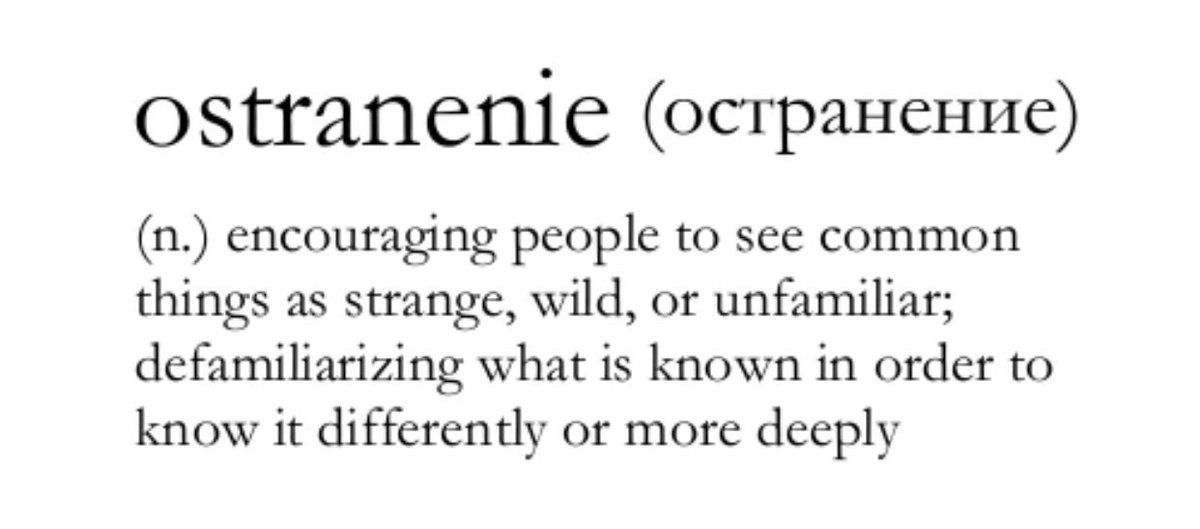 ostranenie (остранение)
(n.) encouraging people to see common
things as strange, wild, or unfamiliar;
defamiliarizing what is known in order to
know it differently or more deeply